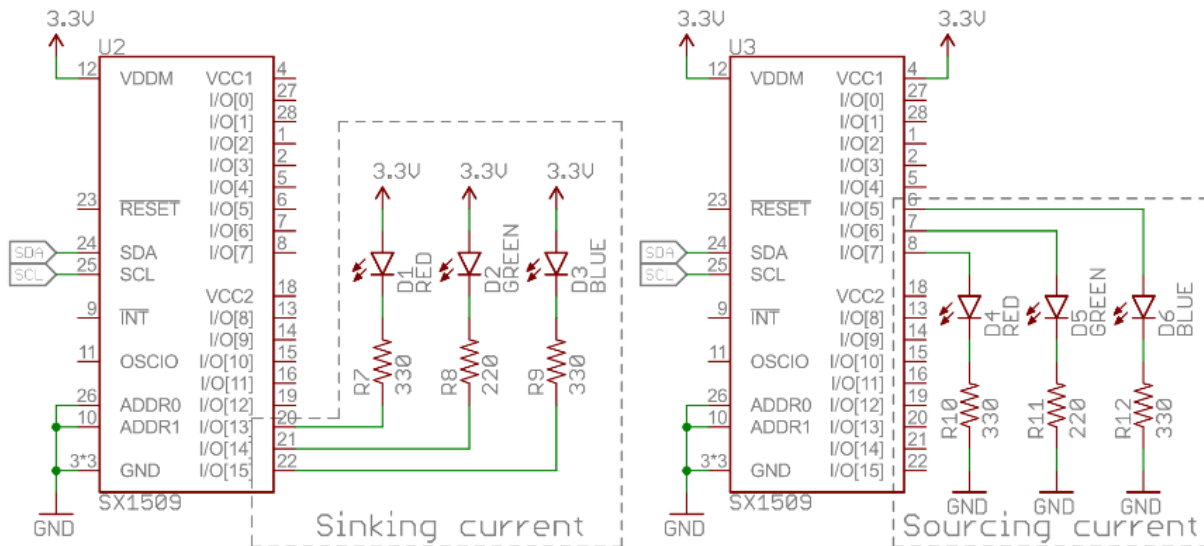 3.3V
U2
12 VDDM VCC1 4
I/O[0] 27
I/O[1] 28
I/O[2] 1
I/O[3] 2
I/O[4] 5
23 RESET I/O[5] 6
I/O[6] 7
24 SDA I/O[7] 8
25 SCL
SDA
SCL
VCC2 18
9 INT I/O[8] 13
I/O[9] 14
11 OSCIO I/O[10] 15
I/O[11] 16
26 ADDR0 I/O[12] 19
10 ADDR1 I/O[13] 20
I/O[14] 21
3*3 GND I/O[15] 22
SX1509
GND
3.3V
3.3V
3.3V
D1
RED
D2
GREEN
D3
BLUE
R7
330
R8
220
R9
330
Sinking current
3.3V
3.3V
U3
12 VDDM VCC1 4
I/O[0] 27
I/O[1] 28
I/O[2] 1
I/O[3] 2
I/O[4] 5
23 RESET I/O[5] 6
I/O[6] 7
24 SDA I/O[7] 8
25 SCL
SDA
SCL
VCC2 18
9 INT I/O[8] 13
I/O[9] 14
11 OSCIO I/O[10] 15
I/O[11] 16
26 ADDR0 I/O[12] 19
10 ADDR1 I/O[13] 20
I/O[14] 21
3*3 GND I/O[15] 22
SX1509
GND
D4
RED
D5
GREEN
D6
BLUE
R10
330
R11
220
R12
330
GND
GND
GND
Sourcing current